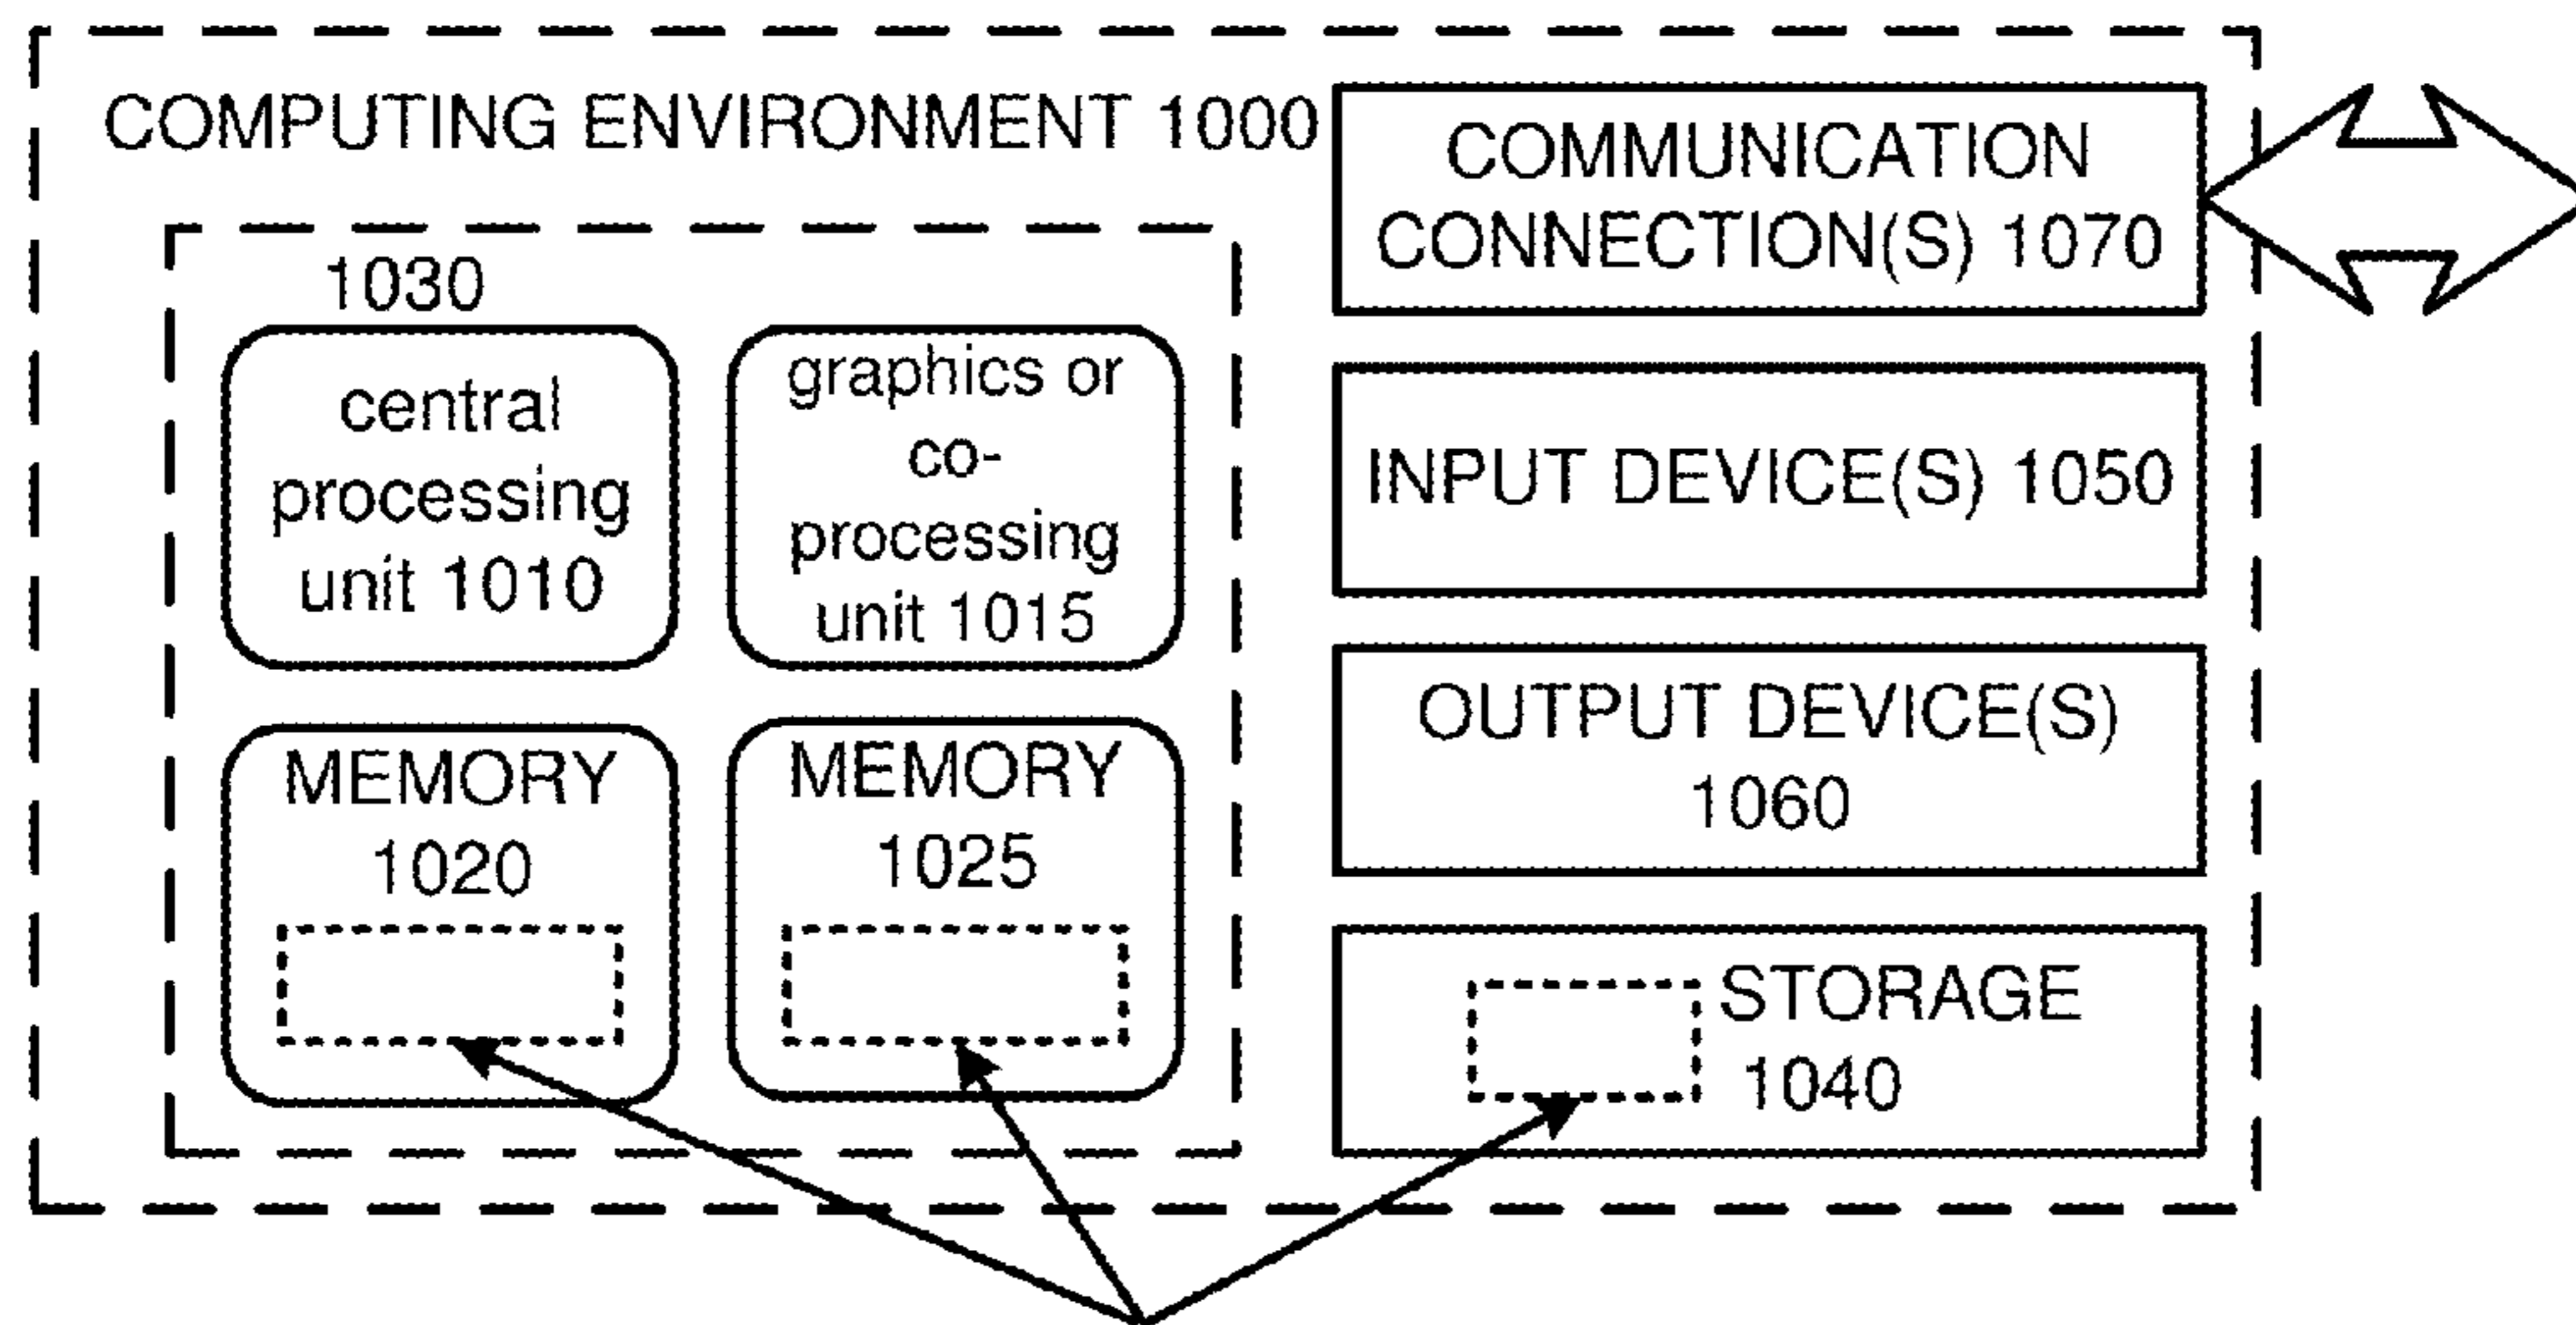 COMPUTING ENVIRONMENT 1000
1030
central
processing
unit 1010
graphics or
co-
processing
unit 1015
MEMORY
1020
MEMORY
1025
COMMUNICATION
CONNECTION(S) 1070
INPUT DEVICE(S) 1050
OUTPUT DEVICE(S)
1060
STORAGE
1040